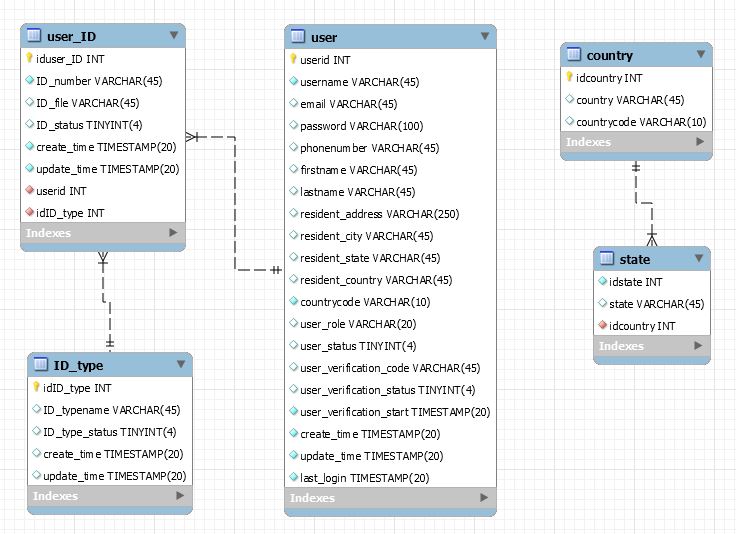 user_ID
iduser_ID INT
ID_number VARCHAR(45)
ID_file VARCHAR(45)
ID_status TINYINT(4)
create_time TIMESTAMP(20)
update_time TIMESTAMP(20)
userid INT
idID_type INT
Indexes
ID_type
idID_type INT
ID_typename VARCHAR(45)
ID_type_status TINYINT(4)
create_time TIMESTAMP(20)
update_time TIMESTAMP(20)
Indexes
user
userid INT
username VARCHAR(45)
email VARCHAR(45)
password VARCHAR(100)
phonenumber VARCHAR(45)
firstname VARCHAR(45)
lastname VARCHAR(45)
resident_address VARCHAR(250)
resident_city VARCHAR(45)
resident_state VARCHAR(45)
resident_country VARCHAR(45)
countrycode VARCHAR(10)
user_role VARCHAR(20)
user_status TINYINT(4)
user_verification_code VARCHAR(45)
user_verification_status TINYINT(4)
user_verification_start TIMESTAMP(20)
create_time TIMESTAMP(20)
update_time TIMESTAMP(20)
last_login TIMESTAMP(20)
Indexes
country
idcountry INT
country VARCHAR(45)
countrycode VARCHAR(10)
Indexes
state
idstate INT
state VARCHAR(45)
idcountry INT
Indexes